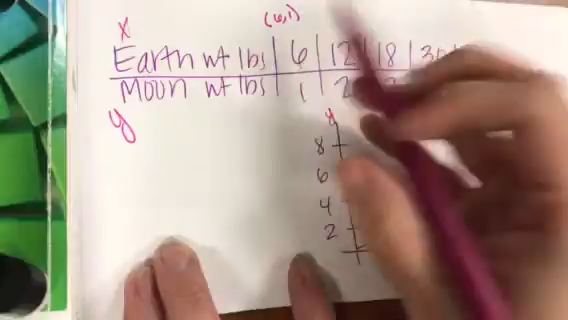 (6,1)
x
Earth wt lbs | 6 | 12 | 18 |
Moon wt lbs | 1 | 2
y
y
8
6
4
2